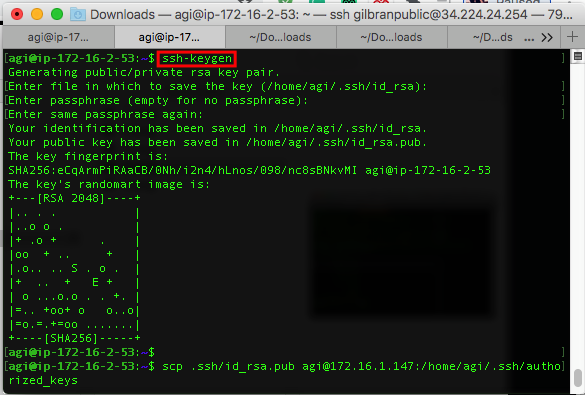 Downloads — agi@ip-172-16-2-53: ~ — ssh gilbranpublic@34.224.24.254 — 79...
agi@ip-17... agi@ip-17... ~/Do...loads ~/Do...loads ~/D...ds ... >>
[agi@ip-172-16-2-53:~$ ssh-keygen ]
Generating public/private rsa key pair.
[Enter file in which to save the key (/home/agi/.ssh/id_rsa): ]
[Enter passphrase (empty for no passphrase): ]
[Enter same passphrase again: ]
Your identification has been saved in /home/agi/.ssh/id_rsa.
Your public key has been saved in /home/agi/.ssh/id_rsa.pub.
The key fingerprint is:
SHA256:eCqArmPiRAaCB/0Nh/i2n4/hLnos/098/nc8sBNkvMI agi@ip-172-16-2-53
The key's randomart image is:
+---[RSA 2048]----+
|.. . .           |
|..o o .          |
|+ .o +      .    |
|oo  + ..     +   |
|.o.. .. S . o .  |
|+  ..  +   E +   |
| o ...o.o . . +. |
|=.. +oo+ o   o..o|
|=o.=.+=oo .......|
+----[SHA256]-----+
[agi@ip-172-16-2-53:~$ ]
[agi@ip-172-16-2-53:~$ scp .ssh/id_rsa.pub agi@172.16.1.147:/home/agi/.ssh/autho]
rized_keys